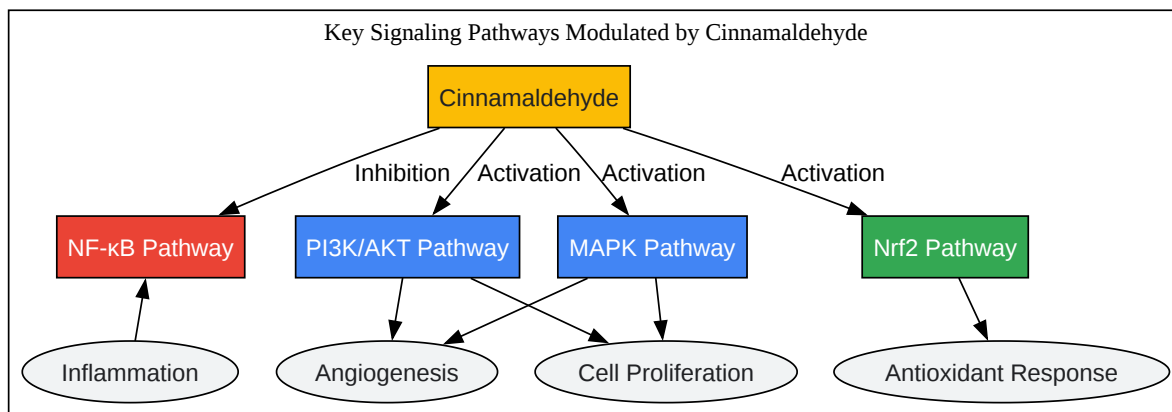 Key Signaling Pathways Modulated by Cinnamaldehyde
Cinnamaldehyde
Inhibition
Activation
Activation
Activation
NF-κB Pathway
PI3K/AKT Pathway
MAPK Pathway
Nrf2 Pathway
Inflammation
Angiogenesis
Cell Proliferation
Antioxidant Response